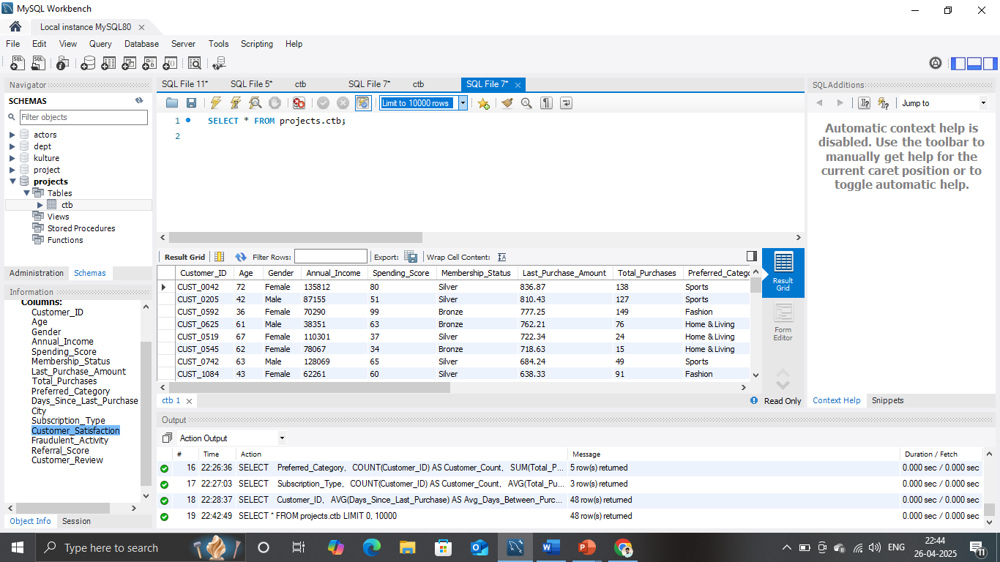 MySQL Workbench
Local instance MySQL80
File Edit View Query Database Server Tools Scripting Help
Navigator
SCHEMAS
Filter objects
actors
dept
kulture
project
projects
Tables
ctb
Views
Stored Procedures
Functions
Administration Schemas
Information
Columns:
Customer_ID
Age
Gender
Annual_Income
Spending_Score
Membership_Status
Last_Purchase_Amount
Total_Purchases
Preferred_Category
Days_Since_Last_Purchase
City
Subscription_Type
Customer_Satisfaction
Fraudulent_Activity
Referral_Score
Customer_Review
Object Info Session
SQL File 11* SQL File 5* ctb SQL File 7* ctb SQL File 7*
Limit to 10000 rows
1 SELECT * FROM projects.ctb;
2
Result Grid Filter Rows: Export: Wrap Cell Content:
Customer_ID Age Gender Annual_Income Spending_Score Membership_Status Last_Purchase_Amount Total_Purchases Preferred_Categ
CUST_0042 72 Female 135812 80 Silver 836.87 138 Sports
CUST_0205 42 Male 87155 51 Silver 810.43 127 Sports
CUST_0592 36 Female 70290 99 Bronze 777.25 149 Fashion
CUST_0625 61 Male 38351 63 Bronze 762.21 76 Home & Living
CUST_0519 67 Female 110301 37 Silver 722.34 24 Home & Living
CUST_0545 62 Female 78067 34 Bronze 718.63 15 Home & Living
CUST_0742 63 Male 128069 65 Silver 684.24 49 Sports
CUST_1084 43 Female 62261 60 Silver 638.33 91 Fashion
Result
Grid
Form
Editor
ctb 1
Read Only
SQLAdditions
Jump to
Automatic context help is
disabled. Use the toolbar to
manually get help for the
current caret position or to
toggle automatic help.
Context Help Snippets
Output
Action Output
# Time Action Message Duration / Fetch
16 22:26:36 SELECT Preferred_Category, COUNT(Customer_ID) AS Customer_Count, SUM(Total_P... 5 row(s) returned 0.000 sec / 0.000 sec
17 22:27:03 SELECT Subscription_Type, COUNT(Customer_ID) AS Customer_Count, AVG(Total_Pu... 3 row(s) returned 0.000 sec / 0.000 sec
18 22:28:37 SELECT Customer_ID, AVG(Days_Since_Last_Purchase) AS Avg_Days_Between_Purc... 48 row(s) returned 0.000 sec / 0.000 sec
19 22:42:49 SELECT * FROM projects.ctb LIMIT 0, 10000 48 row(s) returned 0.000 sec / 0.000 sec
Type here to search
ENG
22:44
26-04-2025
11